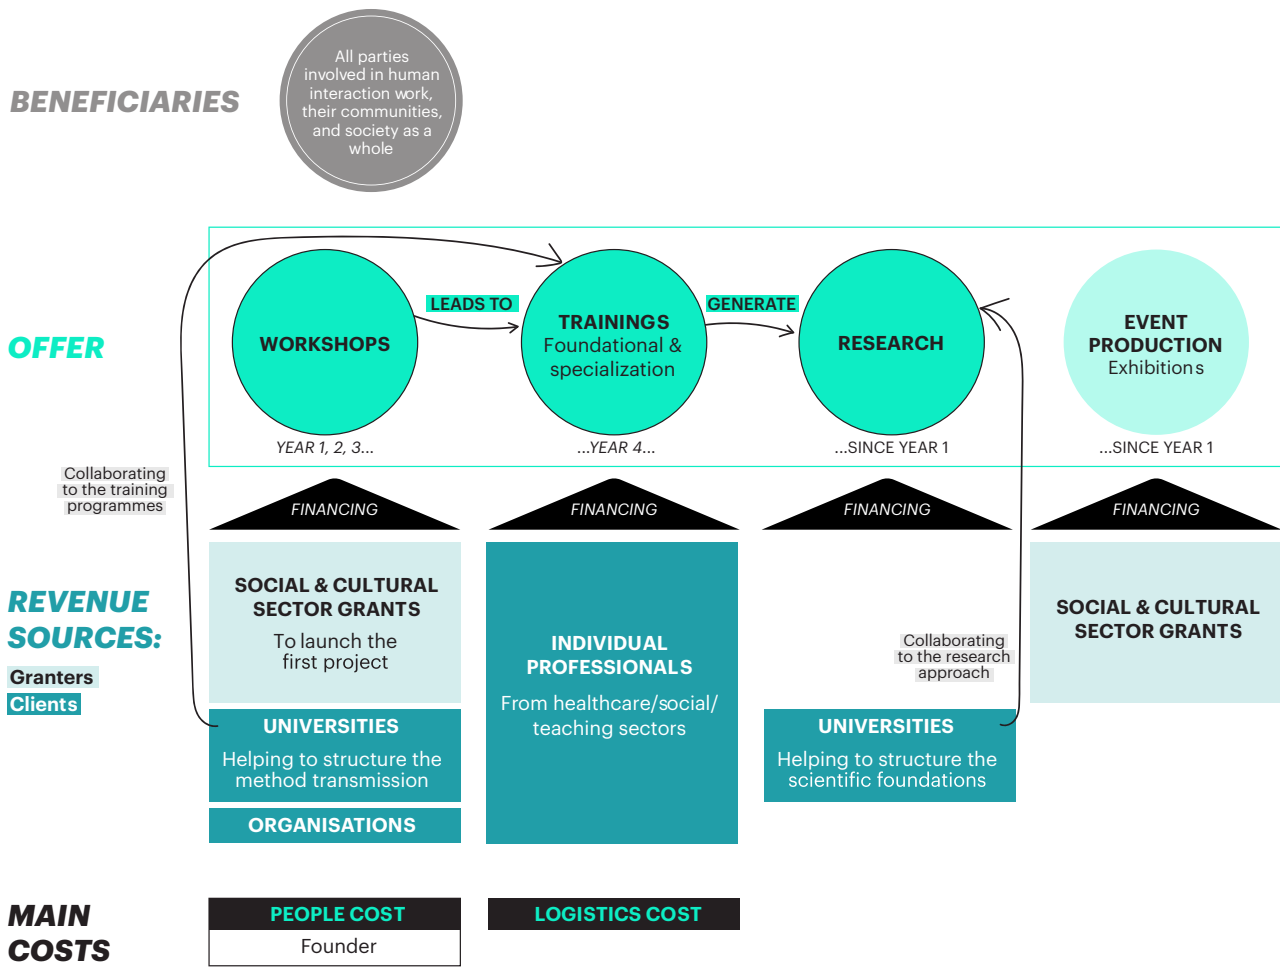 BENEFICIARIES
All parties
involved in human
interaction work,
their communities,
and society as a
whole
OFFER
WORKSHOPS
YEAR 1, 2, 3...
LEADS TO
TRAININGS
Foundational &
specialization
...YEAR 4...
GENERATE
RESEARCH
...SINCE YEAR 1
EVENT
PRODUCTION
Exhibitions
...SINCE YEAR 1
Collaborating
to the training
programmes
FINANCING
FINANCING
FINANCING
FINANCING
REVENUE
SOURCES:
Granters
Clients
SOCIAL & CULTURAL
SECTOR GRANTS
To launch the
first project
UNIVERSITIES
Helping to structure the
method transmission
ORGANISATIONS
INDIVIDUAL
PROFESSIONALS
From healthcare/social/
teaching sectors
Collaborating
to the research
approach
UNIVERSITIES
Helping to structure the
scientific foundations
SOCIAL & CULTURAL
SECTOR GRANTS
MAIN
COSTS
PEOPLE COST
Founder
LOGISTICS COST